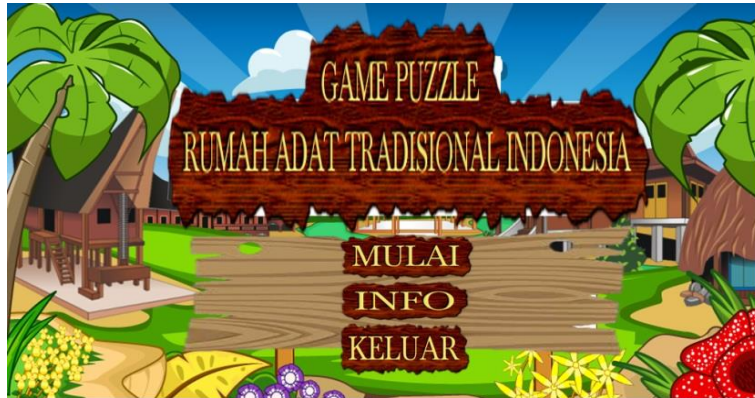 GAME PUZZLE
RUMAH ADAT TRADISIONAL INDONESIA
MULAI
INFO
KELUAR